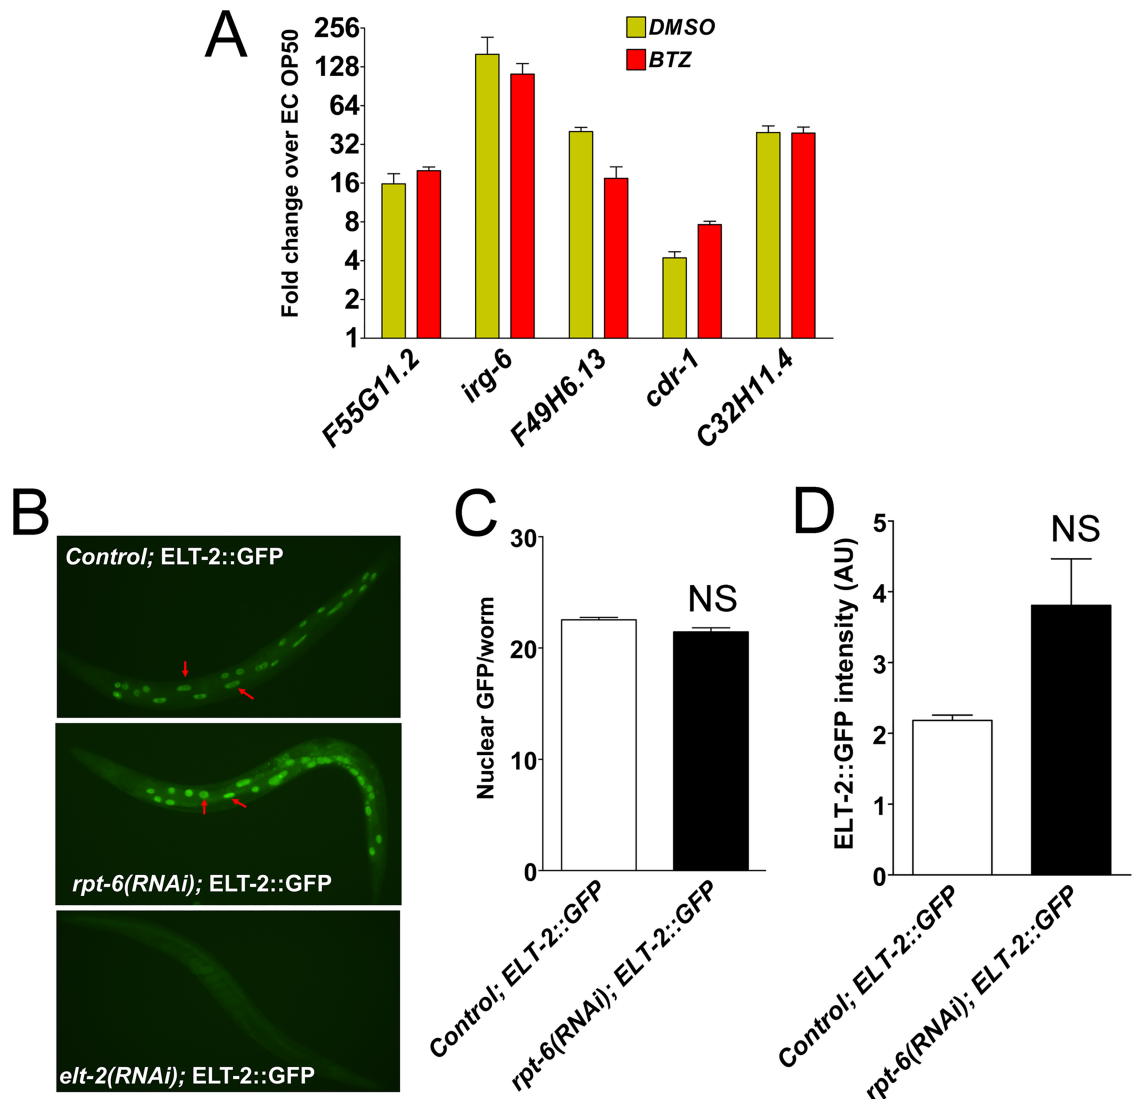 A
Fold change over EC OP50
256
128
64
32
16
8
4
2
1
DMSO
BTZ
F55G11.2
irg-6
F49H6.13
cdr-1
C32H11.4
B
Control; ELT-2::GFP
rpt-6(RNAi); ELT-2::GFP
elt-2(RNAi); ELT-2::GFP
C
Nuclear GFP/worm
30
20
10
0
NS
Control; ELT-2::GFP
rpt-6(RNAi); ELT-2::GFP
D
ELT-2::GFP intensity (AU)
5
4
3
2
1
0
NS
Control; ELT-2::GFP
rpt-6(RNAi); ELT-2::GFP